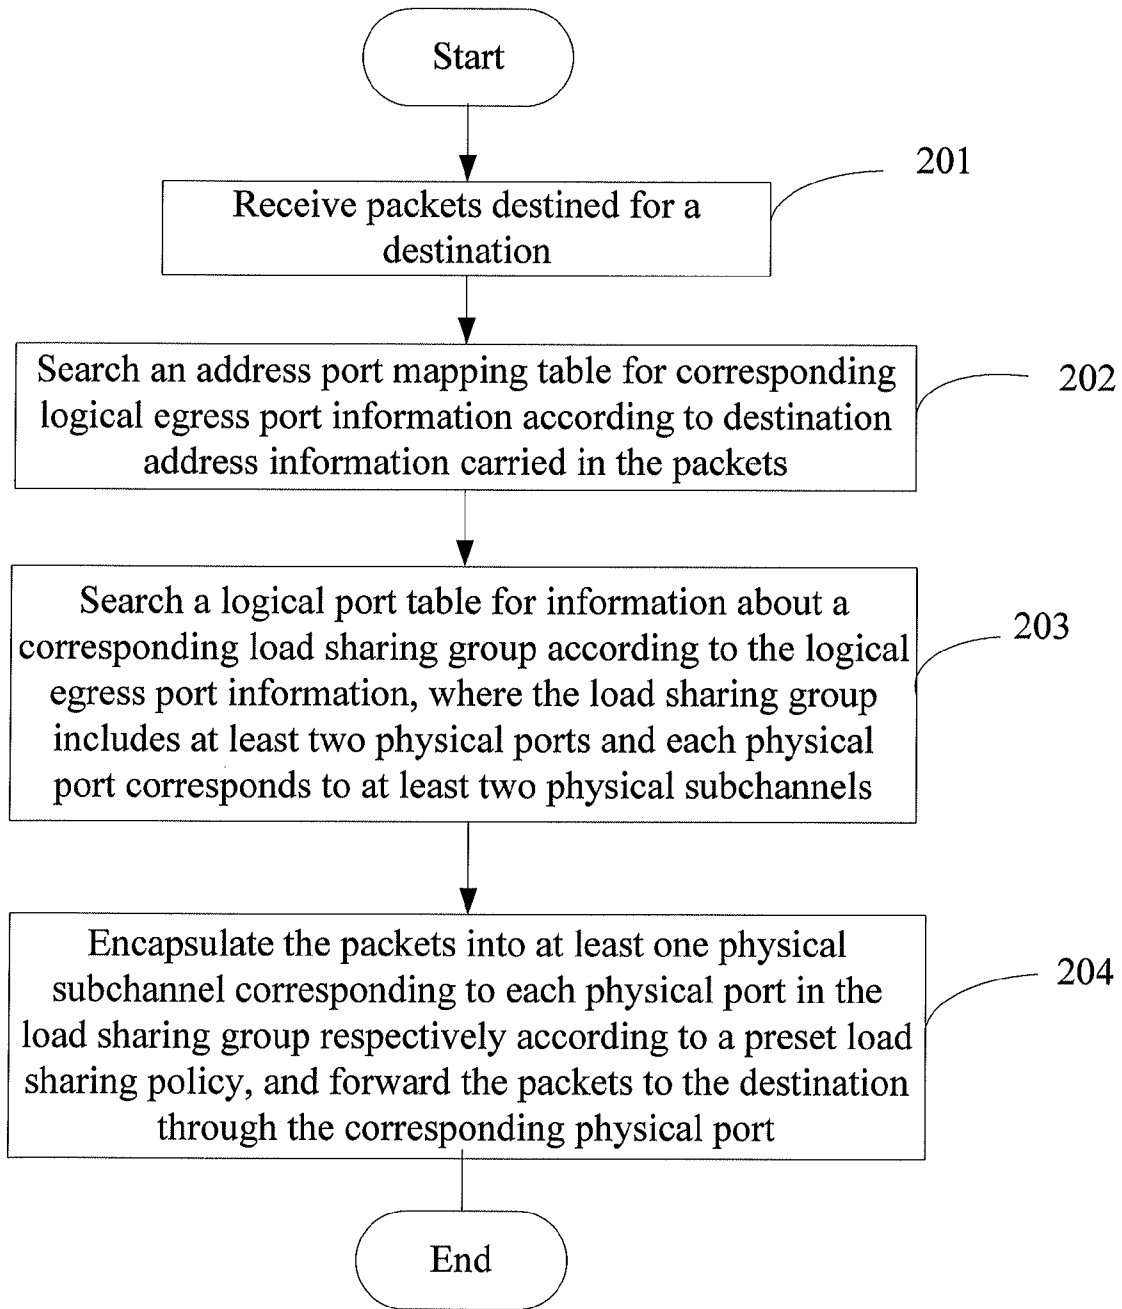 Start
201
Receive packets destined for a
destination
202
Search an address port mapping table for corresponding
logical egress port information according to destination
address information carried in the packets
203
Search a logical port table for information about a
corresponding load sharing group according to the logical
egress port information, where the load sharing group
includes at least two physical ports and each physical
port corresponds to at least two physical subchannels
204
Encapsulate the packets into at least one physical
subchannel corresponding to each physical port in the
load sharing group respectively according to a preset load
sharing policy, and forward the packets to the destination
through the corresponding physical port
End